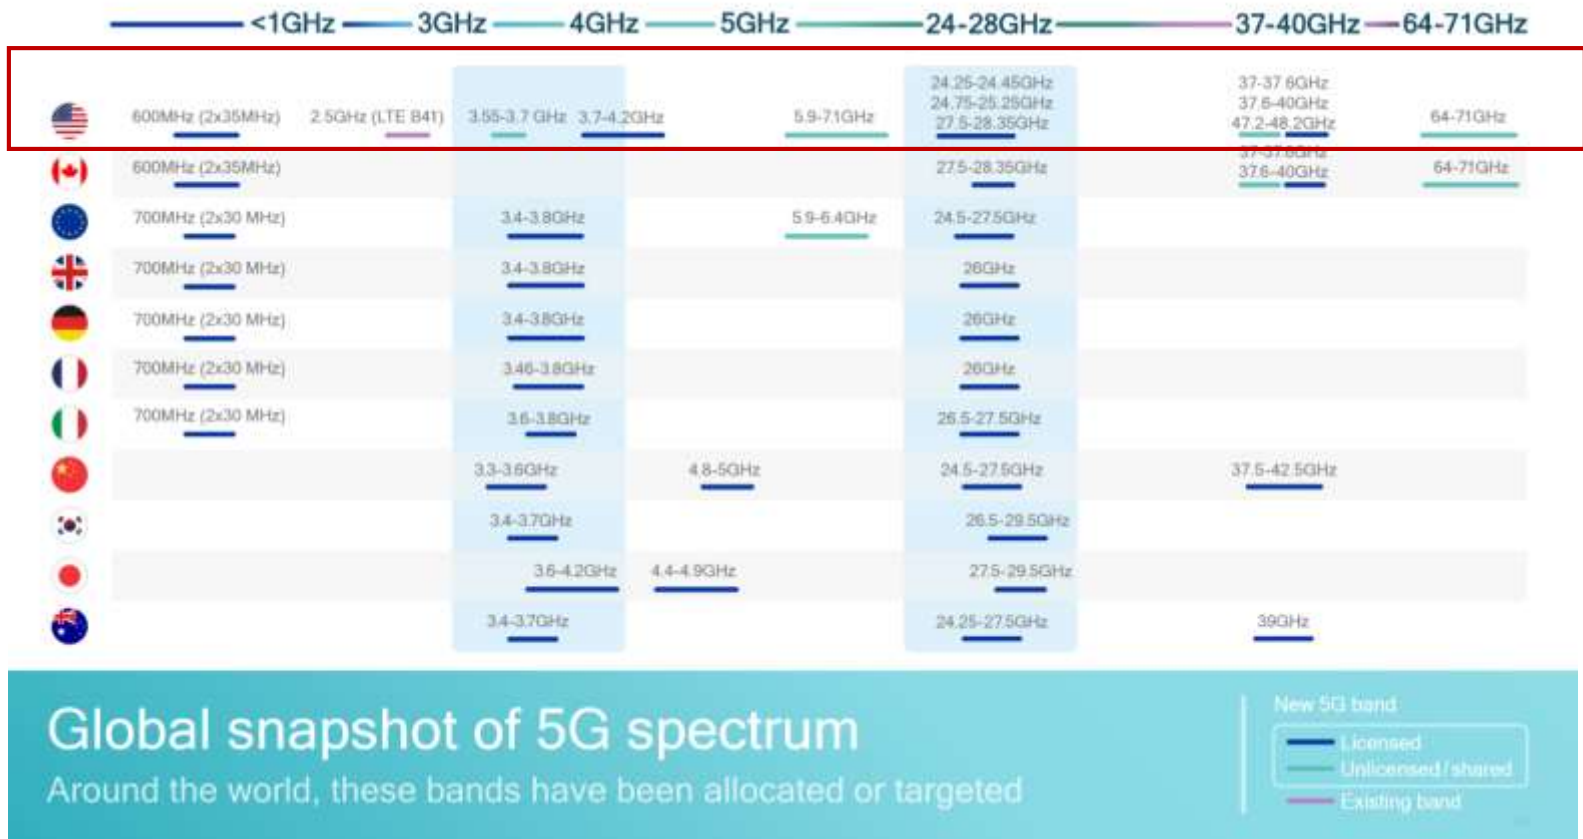 <1GHz 3GHz 4GHz 5GHz 24-28GHz 37-40GHz 64-71GHz
24.25-24.45GHz 37-37.6GHz
24.75-25.25GHz 37.6-40GHz
600MHz (2x35MHz) 2.5GHz (LTE B41) 3.55-3.7 GHz 3.7-4.2GHz 5.9-7.1GHz 27.5-28.35GHz 47.2-48.2GHz 64-71GHz
37-37.6GHz
600MHz (2x35MHz) 27.5-28.35GHz 37.6-40GHz 64-71GHz
700MHz (2x30 MHz) 3.4-3.8GHz 5.9-6.4GHz 24.5-27.5GHz
700MHz (2x30 MHz) 3.4-3.8GHz 26GHz
700MHz (2x30 MHz) 3.4-3.8GHz 26GHz
700MHz (2x30 MHz) 3.46-3.8GHz 26GHz
700MHz (2x30 MHz) 3.6-3.8GHz 26.5-27.5GHz
3.3-3.6GHz 4.8-5GHz 24.5-27.5GHz 37.5-42.5GHz
3.4-3.7GHz 26.5-29.5GHz
3.6-4.2GHz 4.4-4.9GHz 27.5-29.5GHz
3.4-3.7GHz 24.25-27.5GHz 39GHz
Global snapshot of 5G spectrum
Around the world, these bands have been allocated or targeted
New 5G band
Licensed
Unlicensed/shared
Existing band